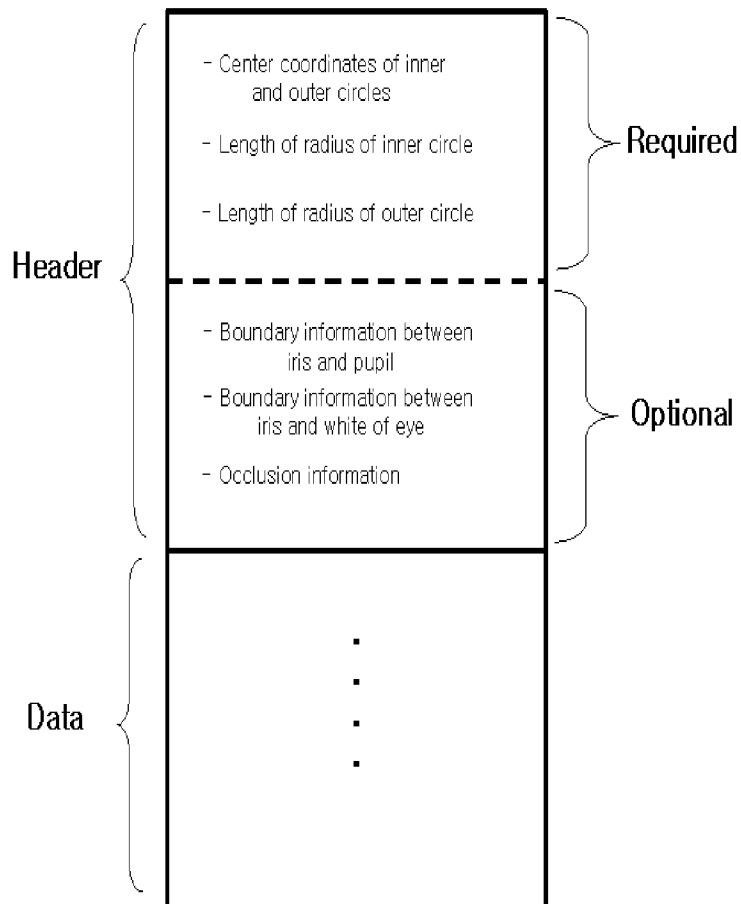 - Center coordinates of inner
and outer circles
- Length of radius of inner circle
- Length of radius of outer circle
Required
Header
- Boundary information between
iris and pupil
- Boundary information between
iris and white of eye
- Occlusion information
Optional
Data